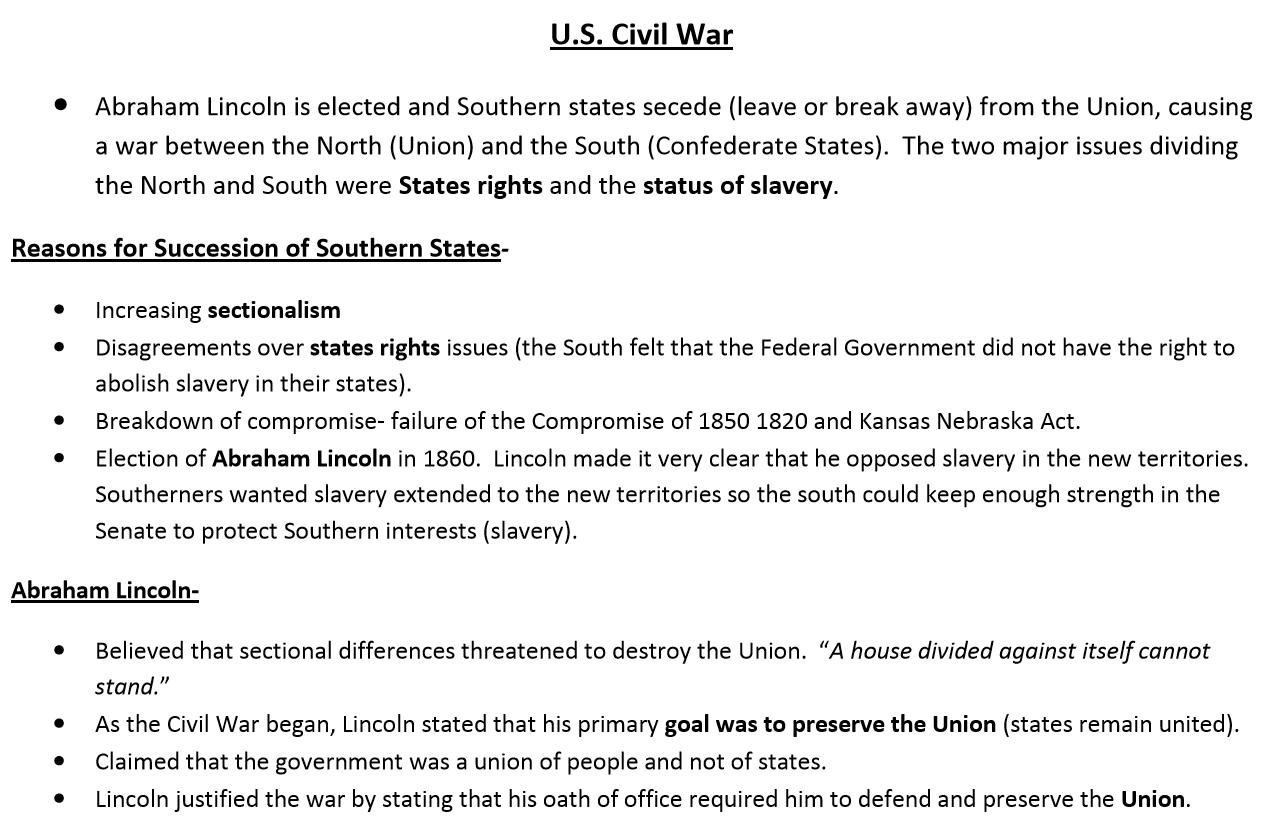 U.S. Civil War
• Abraham Lincoln is elected and Southern states secede (leave or break away) from the Union, causing
a war between the North (Union) and the South (Confederate States).  The two major issues dividing
the North and South were States rights and the status of slavery.
Reasons for Succession of Southern States-
• Increasing sectionalism
• Disagreements over states rights issues (the South felt that the Federal Government did not have the right to
abolish slavery in their states).
• Breakdown of compromise- failure of the Compromise of 1850 1820 and Kansas Nebraska Act.
• Election of Abraham Lincoln in 1860.  Lincoln made it very clear that he opposed slavery in the new territories.
Southerners wanted slavery extended to the new territories so the south could keep enough strength in the
Senate to protect Southern interests (slavery).
Abraham Lincoln-
• Believed that sectional differences threatened to destroy the Union.  “A house divided against itself cannot
stand.”
• As the Civil War began, Lincoln stated that his primary goal was to preserve the Union (states remain united).
• Claimed that the government was a union of people and not of states.
• Lincoln justified the war by stating that his oath of office required him to defend and preserve the Union.